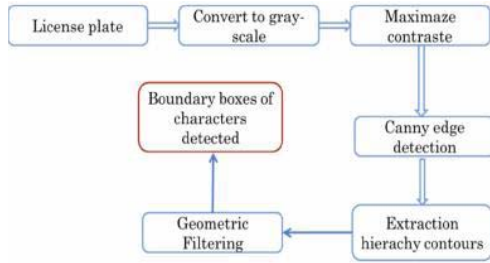 License plate
Convert to gray-
scale
Maximaze
contraste
Canny edge
detection
Extraction
hierachy contours
Geometric
Filtering
Boundary boxes of
characters
detected